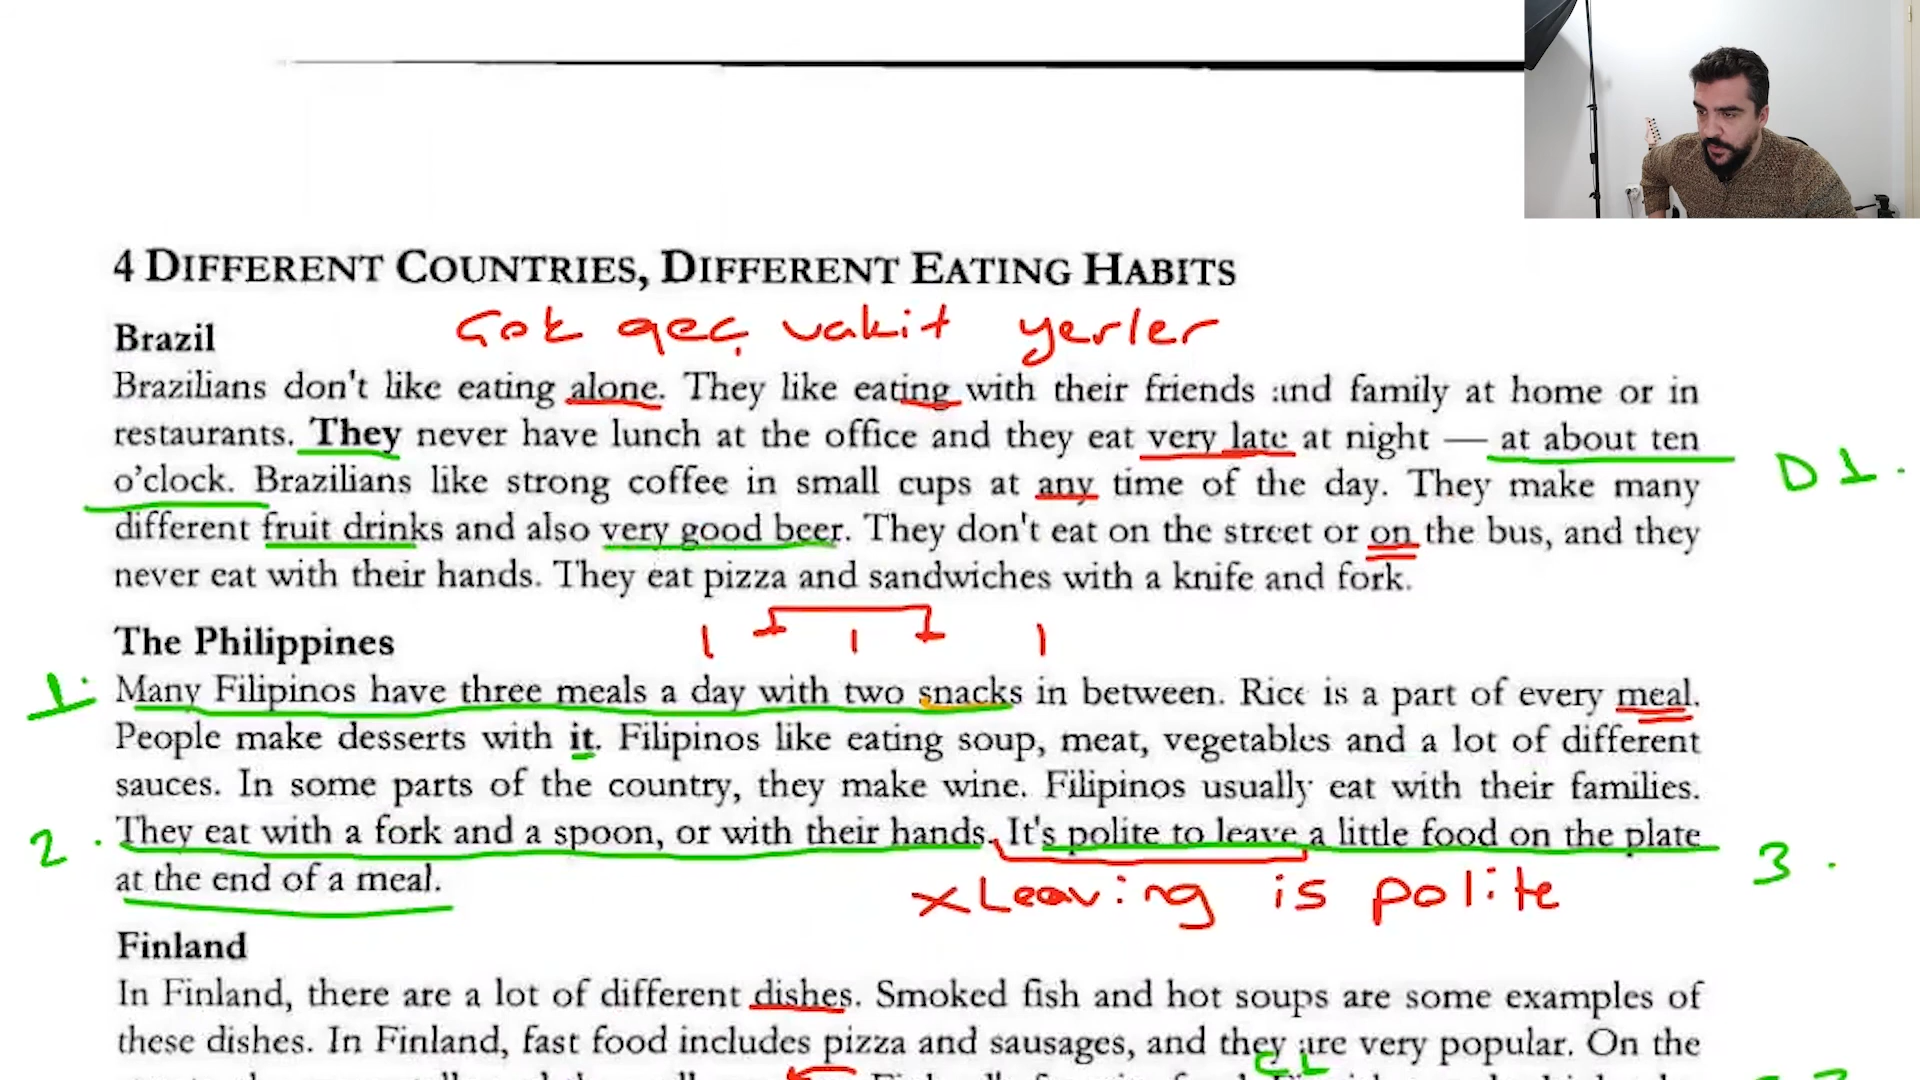 4 DIFFERENT COUNTRIES, DIFFERENT EATING HABITS
Çok geç vakit yerler
Brazil
Brazilians don't like eating alone. They like eating with their friends and family at home or in
restaurants. They never have lunch at the office and they eat very late at night — at about ten
o'clock. Brazilians like strong coffee in small cups at any time of the day. They make many
D1.
different fruit drinks and also very good beer. They don't eat on the street or on the bus, and they
never eat with their hands. They eat pizza and sandwiches with a knife and fork.
The Philippines
1 1 1
1. Many Filipinos have three meals a day with two snacks in between. Rice is a part of every meal.
People make desserts with it. Filipinos like eating soup, meat, vegetables and a lot of different
sauces. In some parts of the country, they make wine. Filipinos usually eat with their families.
2. They eat with a fork and a spoon, or with their hands. It's polite to leave a little food on the plate
3.
at the end of a meal.
x Leaving is polite
Finland
In Finland, there are a lot of different dishes. Smoked fish and hot soups are some examples of
these dishes. In Finland, fast food includes pizza and sausages, and they are very popular. On the